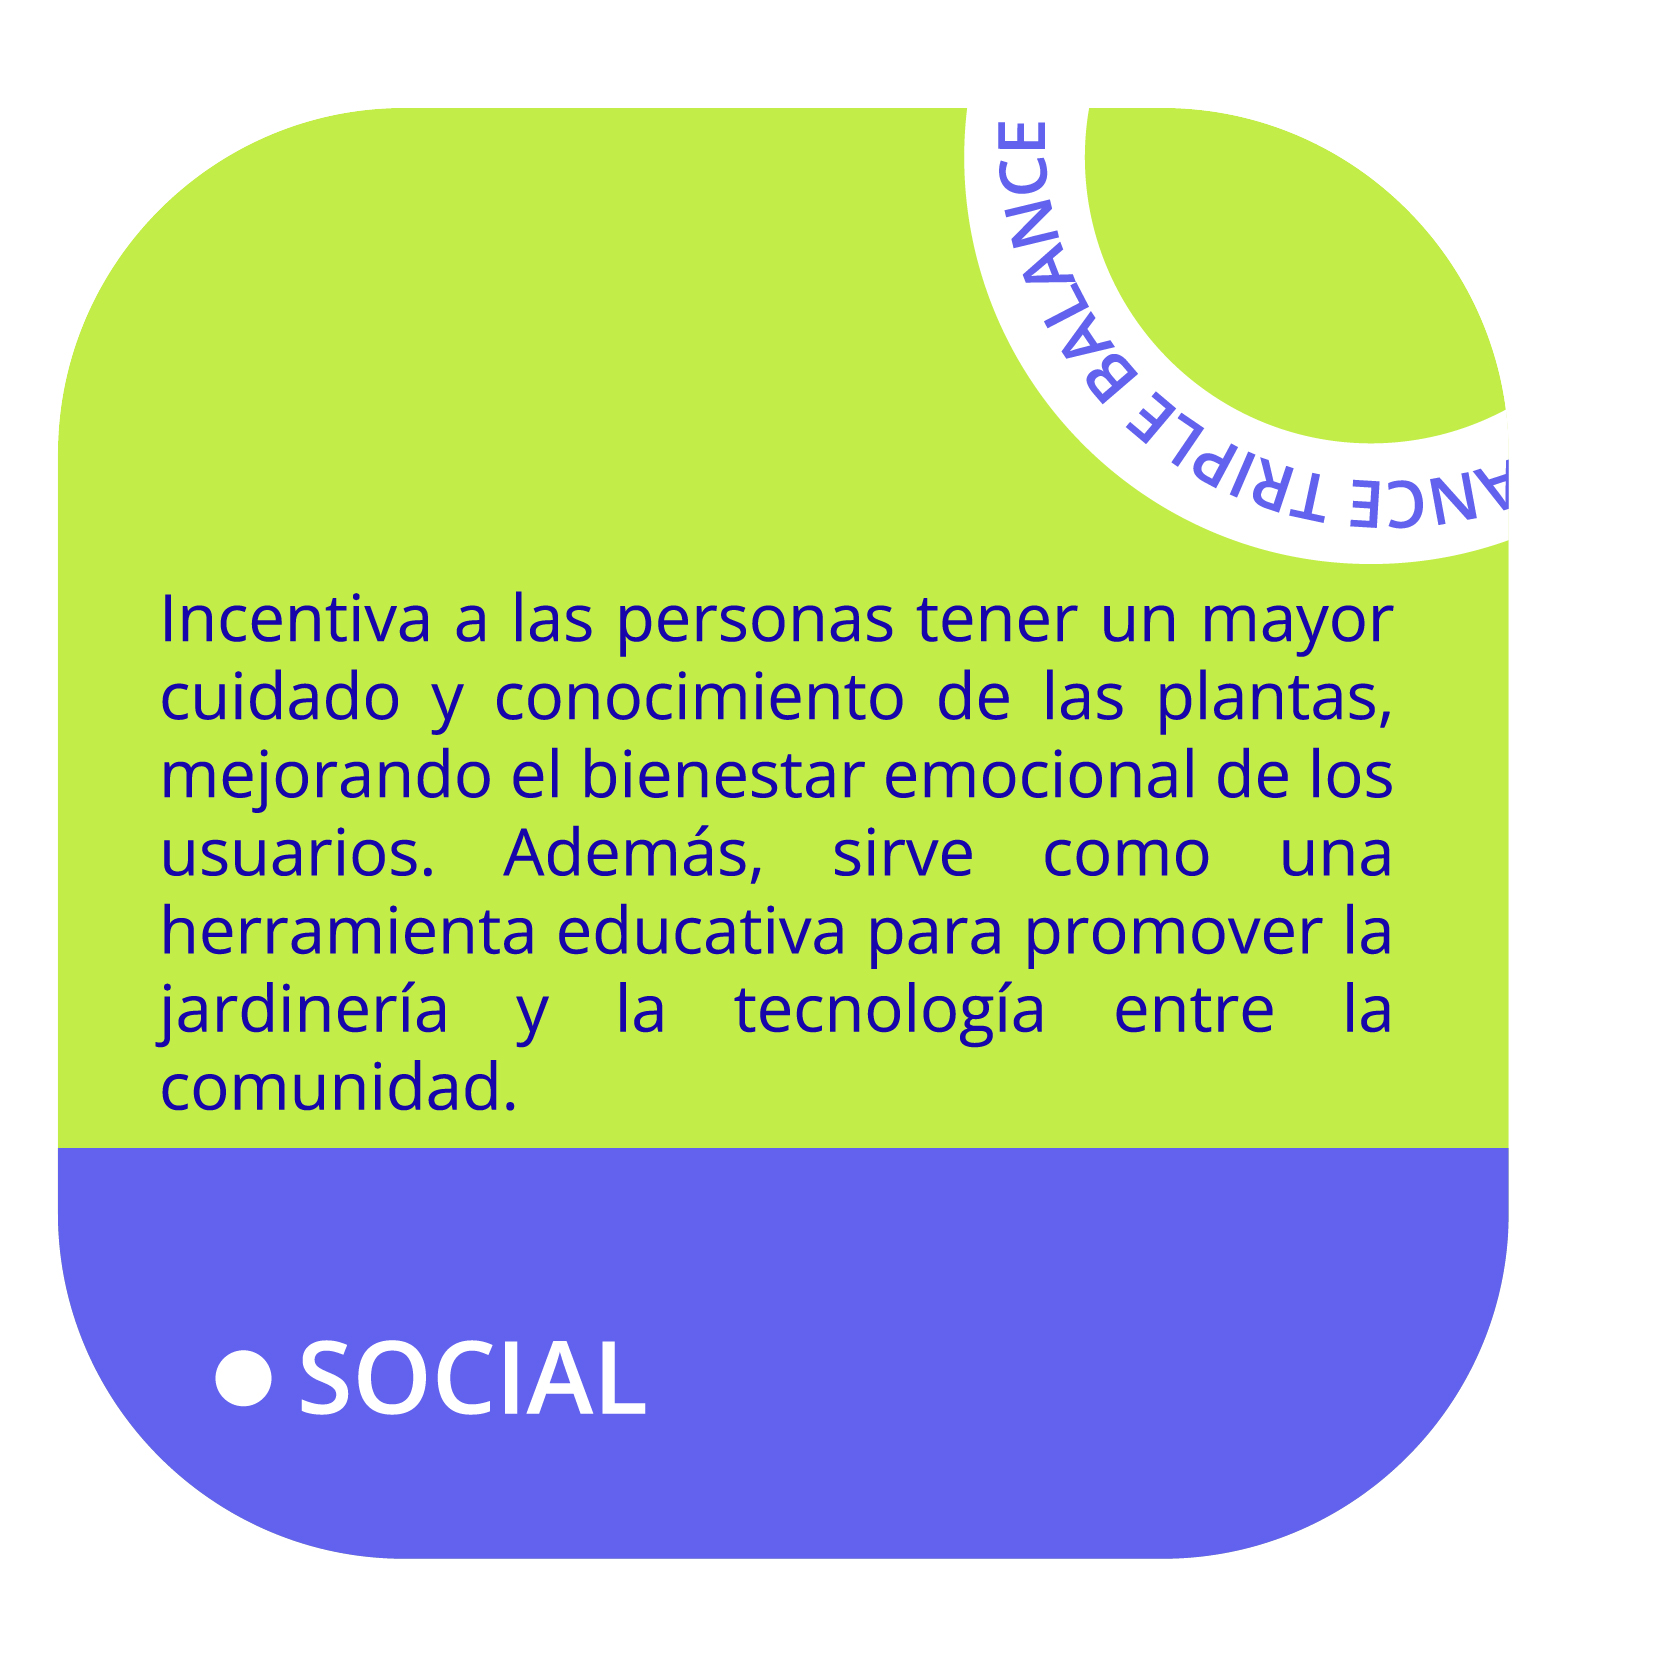 ANCE TRIPLE BALANCE
Incentiva a las personas tener un mayor
cuidado y conocimiento de las plantas,
mejorando el bienestar emocional de los
usuarios. Además, sirve como una
herramienta educativa para promover la
jardinería y la tecnología entre la
comunidad.
SOCIAL